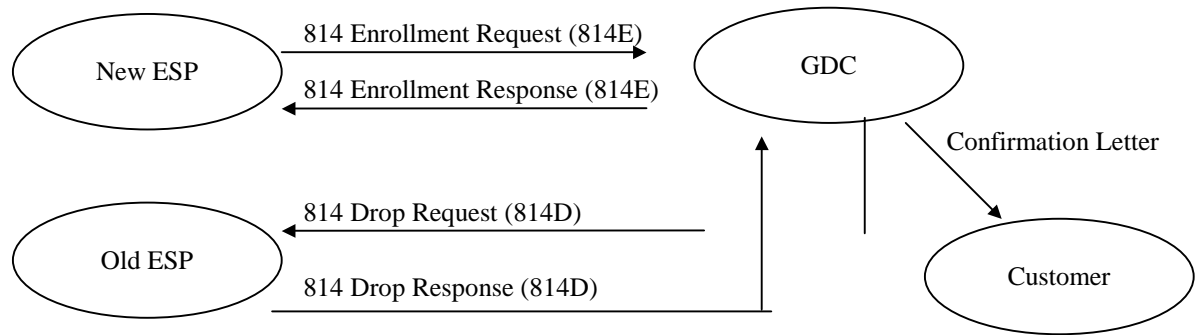 814 Enrollment Request (814E)
New ESP
GDC
814 Enrollment Response (814E)
Confirmation Letter
814 Drop Request (814D)
Old ESP
Customer
814 Drop Response (814D)